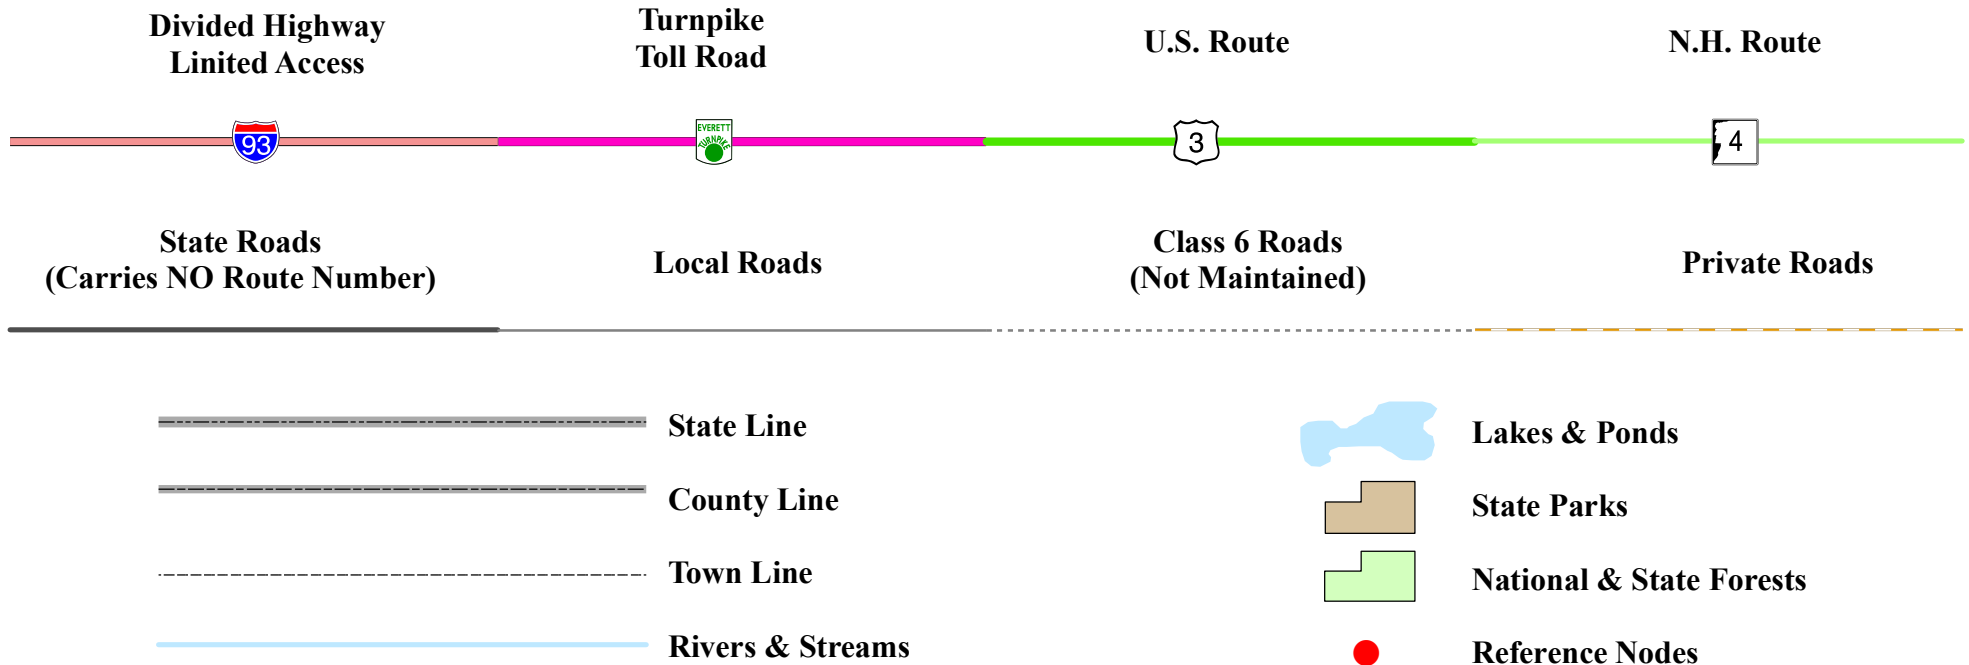 Divided Highway
Linited Access
Turnpike
Toll Road
U.S. Route
N.H. Route
93
EVERETT
TURNPIKE
3
4
State Roads
(Carries NO Route Number)
Local Roads
Class 6 Roads
(Not Maintained)
Private Roads
State Line
County Line
Town Line
Rivers & Streams
Lakes & Ponds
State Parks
National & State Forests
Reference Nodes